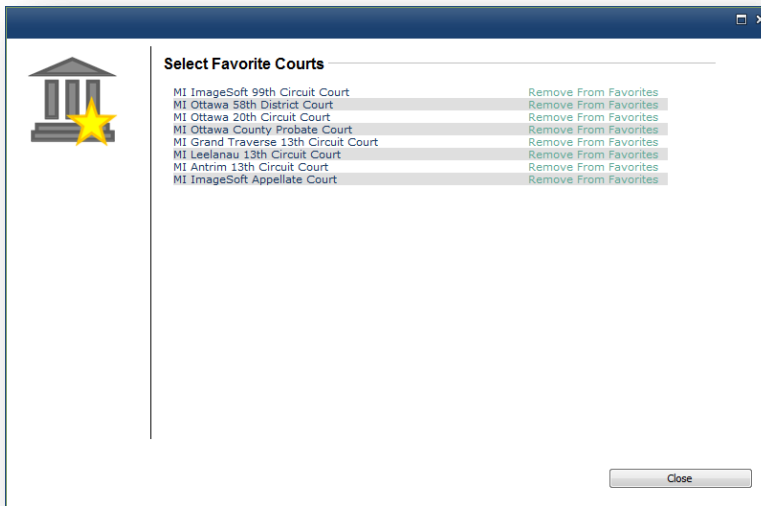 Select Favorite Courts
MI ImageSoft 99th Circuit Court Remove From Favorites
MI Ottawa 58th District Court Remove From Favorites
MI Ottawa 20th Circuit Court Remove From Favorites
MI Ottawa County Probate Court Remove From Favorites
MI Grand Traverse 13th Circuit Court Remove From Favorites
MI Leelanau 13th Circuit Court Remove From Favorites
MI Antrim 13th Circuit Court Remove From Favorites
MI ImageSoft Appellate Court Remove From Favorites
Close